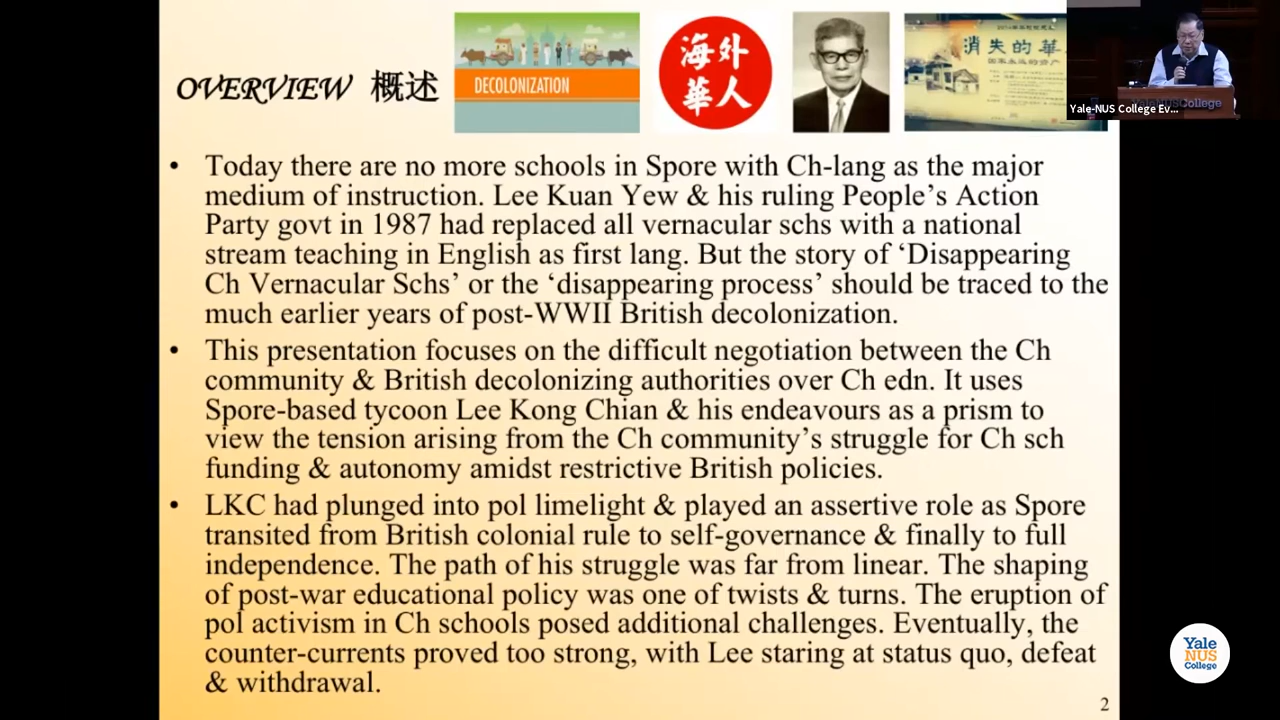 OVERVIEW 概述
DECOLONIZATION
海外
華人
消失的華
Yale-NUS College Ev...
• Today there are no more schools in Spore with Ch-lang as the major
medium of instruction. Lee Kuan Yew & his ruling People’s Action
Party govt in 1987 had replaced all vernacular schs with a national
stream teaching in English as first lang. But the story of ‘Disappearing
Ch Vernacular Schs’ or the ‘disappearing process’ should be traced to the
much earlier years of post-WWII British decolonization.
• This presentation focuses on the difficult negotiation between the Ch
community & British decolonizing authorities over Ch edn. It uses
Spore-based tycoon Lee Kong Chian & his endeavours as a prism to
view the tension arising from the Ch community’s struggle for Ch sch
funding & autonomy amidst restrictive British policies.
• LKC had plunged into pol limelight & played an assertive role as Spore
transited from British colonial rule to self-governance & finally to full
independence. The path of his struggle was far from linear. The shaping
of post-war educational policy was one of twists & turns. The eruption of
pol activism in Ch schools posed additional challenges. Eventually, the
counter-currents proved too strong, with Lee staring at status quo, defeat
& withdrawal.
Yale
NUS
College
2